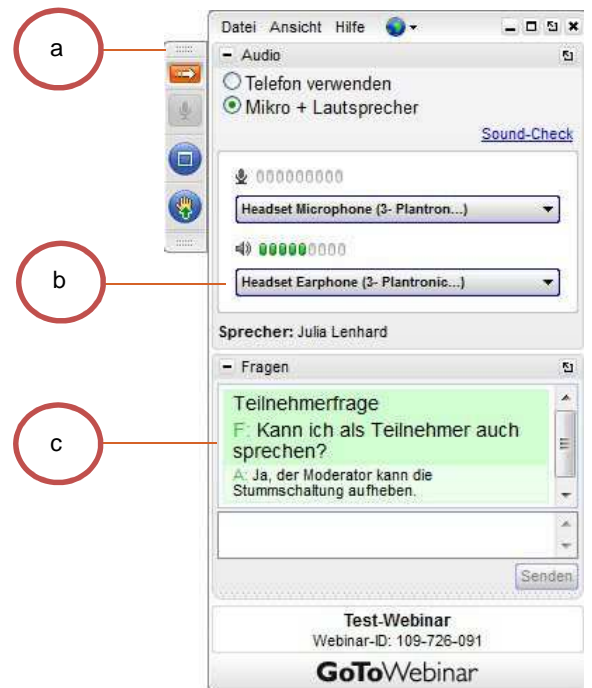 a
Datei Ansicht Hilfe
Audio
Telefon verwenden
Mikro + Lautsprecher
Sound-Check
Headset Microphone (3- Plantron...)
b
Headset Earphone (3- Plantronic...)
Sprecher: Julia Lenhard
Fragen
c
Teilnehmerfrage
F: Kann ich als Teilnehmer auch
sprechen?
A: Ja, der Moderator kann die
Stummschaltung aufheben.
Senden
Test-Webinar
Webinar-ID: 109-726-091
GoToWebinar